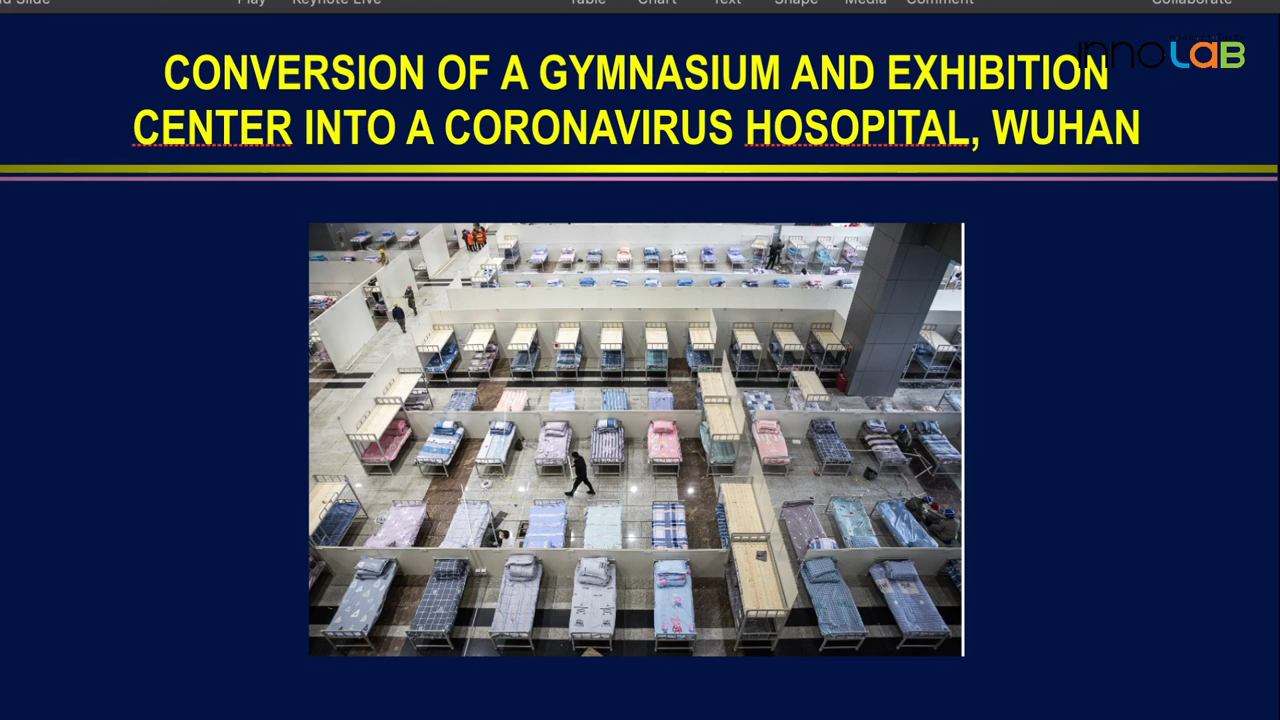 Play Keynote Live Table Chart Text Shape Media Comment Collaborate
innoLAB
CONVERSION OF A GYMNASIUM AND EXHIBITION
CENTER INTO A CORONAVIRUS HOSOPITAL, WUHAN